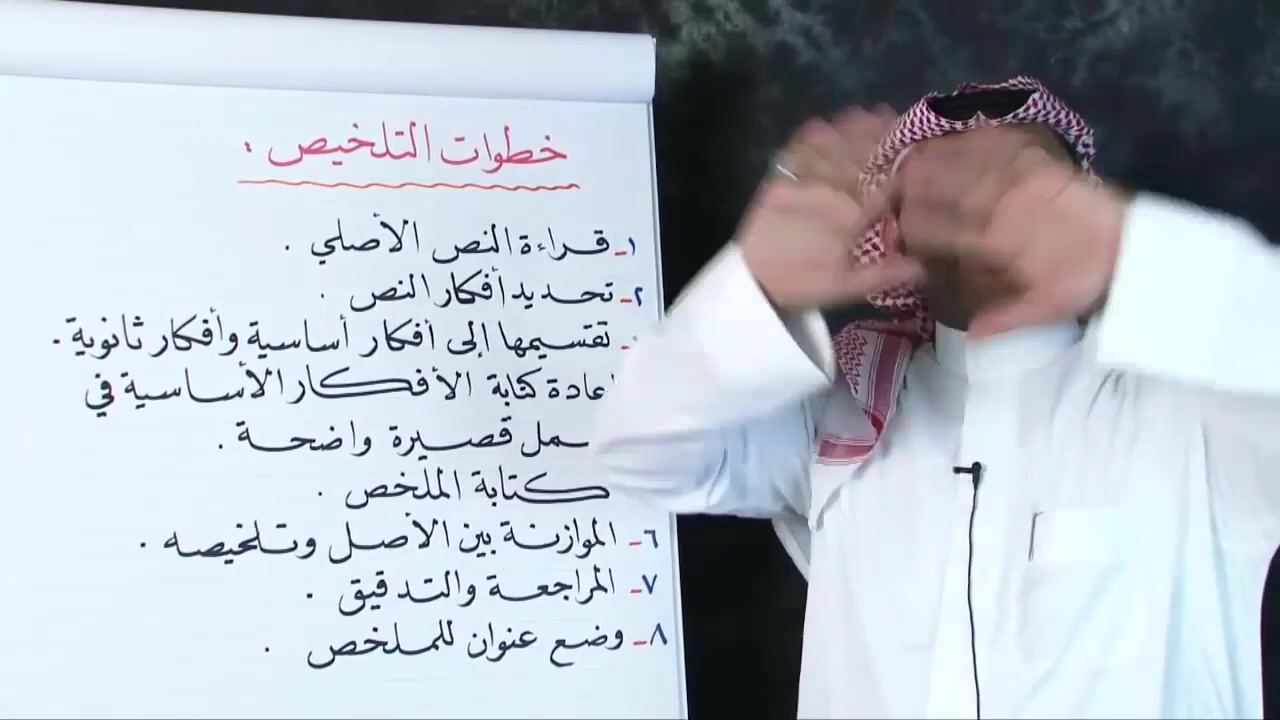 خطوات التلخيص :
١- قراءة النص الأصلي .
٢- تحديد أفكار النص .
تقسيمها إلى أفكار أساسية وأفكار ثانوية .
إعادة كتابة الأفكار الأساسية في
قصيرة واضحة .
كتابة الملخص .
٦- الموازنة بين الأصل وتلخيصه .
٧- المراجعة والتدقيق .
٨- وضع عنوان للملخص .